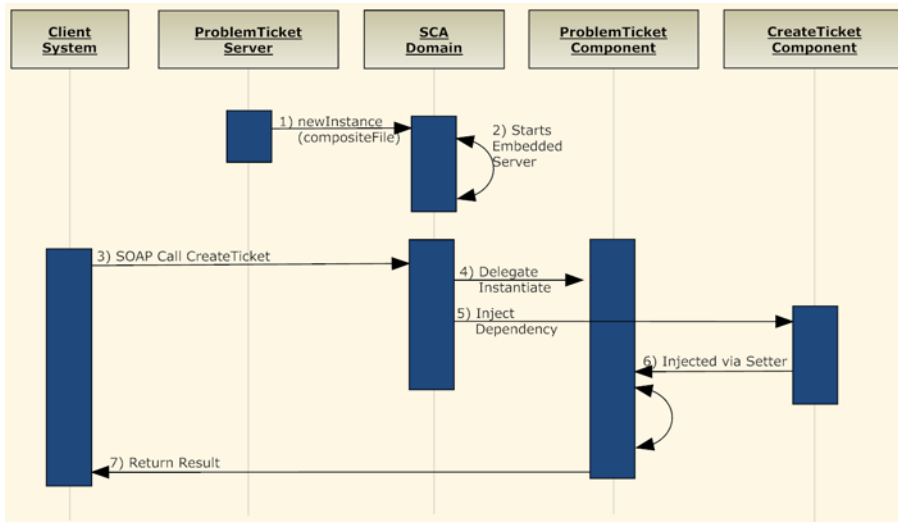 Client
System
ProblemTicket
Server
SCA
Domain
ProblemTicket
Component
CreateTicket
Component
1) newInstance
(compositeFile)
2) Starts
Embedded
Server
3) SOAP Call CreateTicket
4) Delegate
Instantiate
5) Inject
Dependency
6) Injected via Setter
7) Return Result